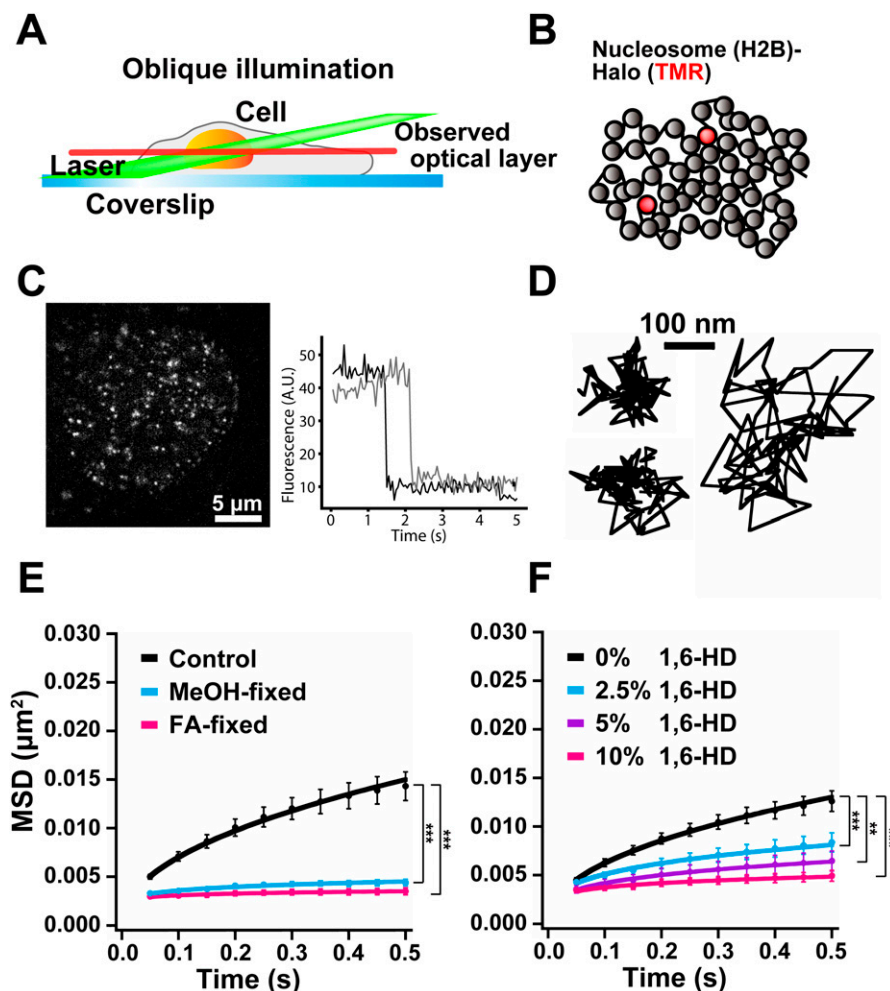 A
Oblique illumination
Cell
Laser
Observed
optical layer
Coverslip
B
Nucleosome (H2B)-
Halo (TMR)
C
5 µm
Fluorescence (A.U.)
50
40
30
20
10
0 1 2 3 4 5
Time (s)
D
100 nm
E
MSD (µm²)
0.030
0.025
0.020
0.015
0.010
0.005
0.000
Control
MeOH-fixed
FA-fixed
***
***
0.0 0.1 0.2 0.3 0.4 0.5
Time (s)
F
0.030
0.025
0.020
0.015
0.010
0.005
0.000
0% 1,6-HD
2.5% 1,6-HD
5% 1,6-HD
10% 1,6-HD
***
**
0.0 0.1 0.2 0.3 0.4 0.5
Time (s)